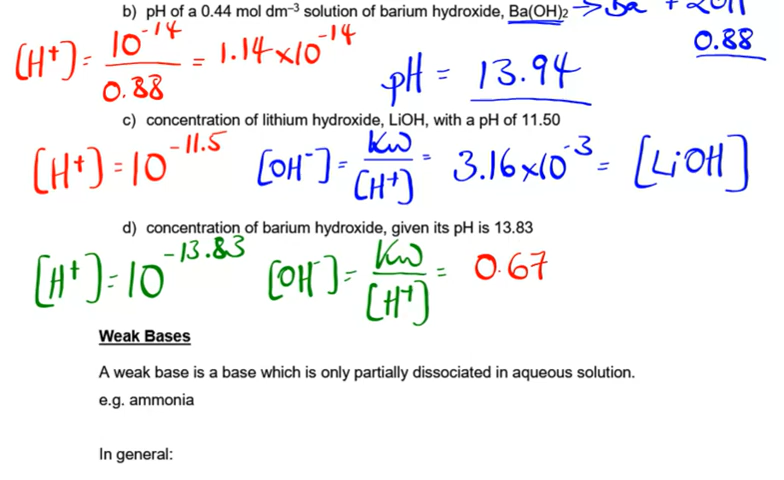 b) pH of a 0.44 mol dm⁻³ solution of barium hydroxide, Ba(OH)₂ → Ba + 2OH
0.88
[H⁺] = 10⁻¹⁴ / 0.88 = 1.14 × 10⁻¹⁴
pH = 13.94
c) concentration of lithium hydroxide, LiOH, with a pH of 11.50
[H⁺] = 10⁻¹¹·⁵ [OH⁻] = Kw / [H⁺] = 3.16 × 10⁻³ = [LiOH]
d) concentration of barium hydroxide, given its pH is 13.83
[H⁺] = 10⁻¹³·⁸³ [OH⁻] = Kw / [H⁺] = 0.67
Weak Bases
A weak base is a base which is only partially dissociated in aqueous solution.
e.g. ammonia
In general: